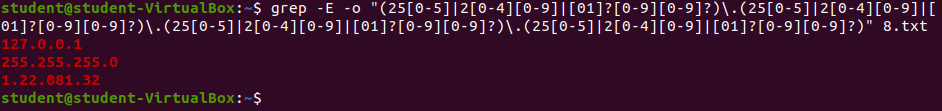 student@student-VirtualBox:~$ grep -E -o "(25[0-5]|2[0-4][0-9]|[01]?[0-9][0-9]?)\.(25[0-5]|2[0-4][0-9]|[
01]?[0-9][0-9]?)\.(25[0-5]|2[0-4][0-9]|[01]?[0-9][0-9]?)\.(25[0-5]|2[0-4][0-9]|[01]?[0-9][0-9]?)" 8.txt
127.0.0.1
255.255.255.0
1.22.081.32
student@student-VirtualBox:~$